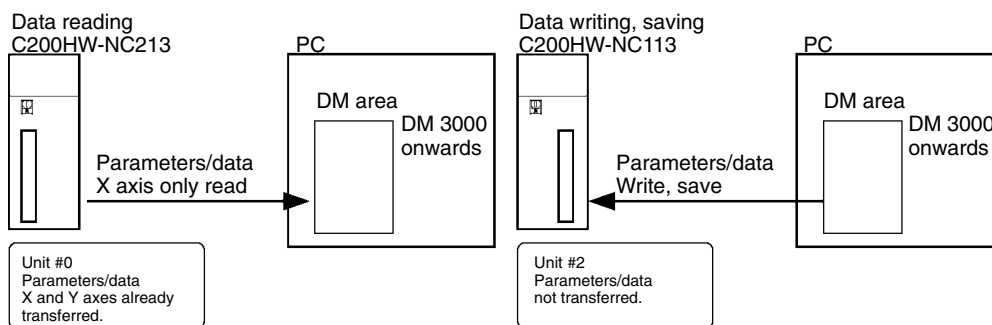 Data reading
C200HW-NC213
PC
DM area
DM 3000
onwards
Parameters/data
X axis only read
Unit #0
Parameters/data
X and Y axes already
transferred.
Data writing, saving
C200HW-NC113
PC
DM area
DM 3000
onwards
Parameters/data
Write, save
Unit #2
Parameters/data
not transferred.